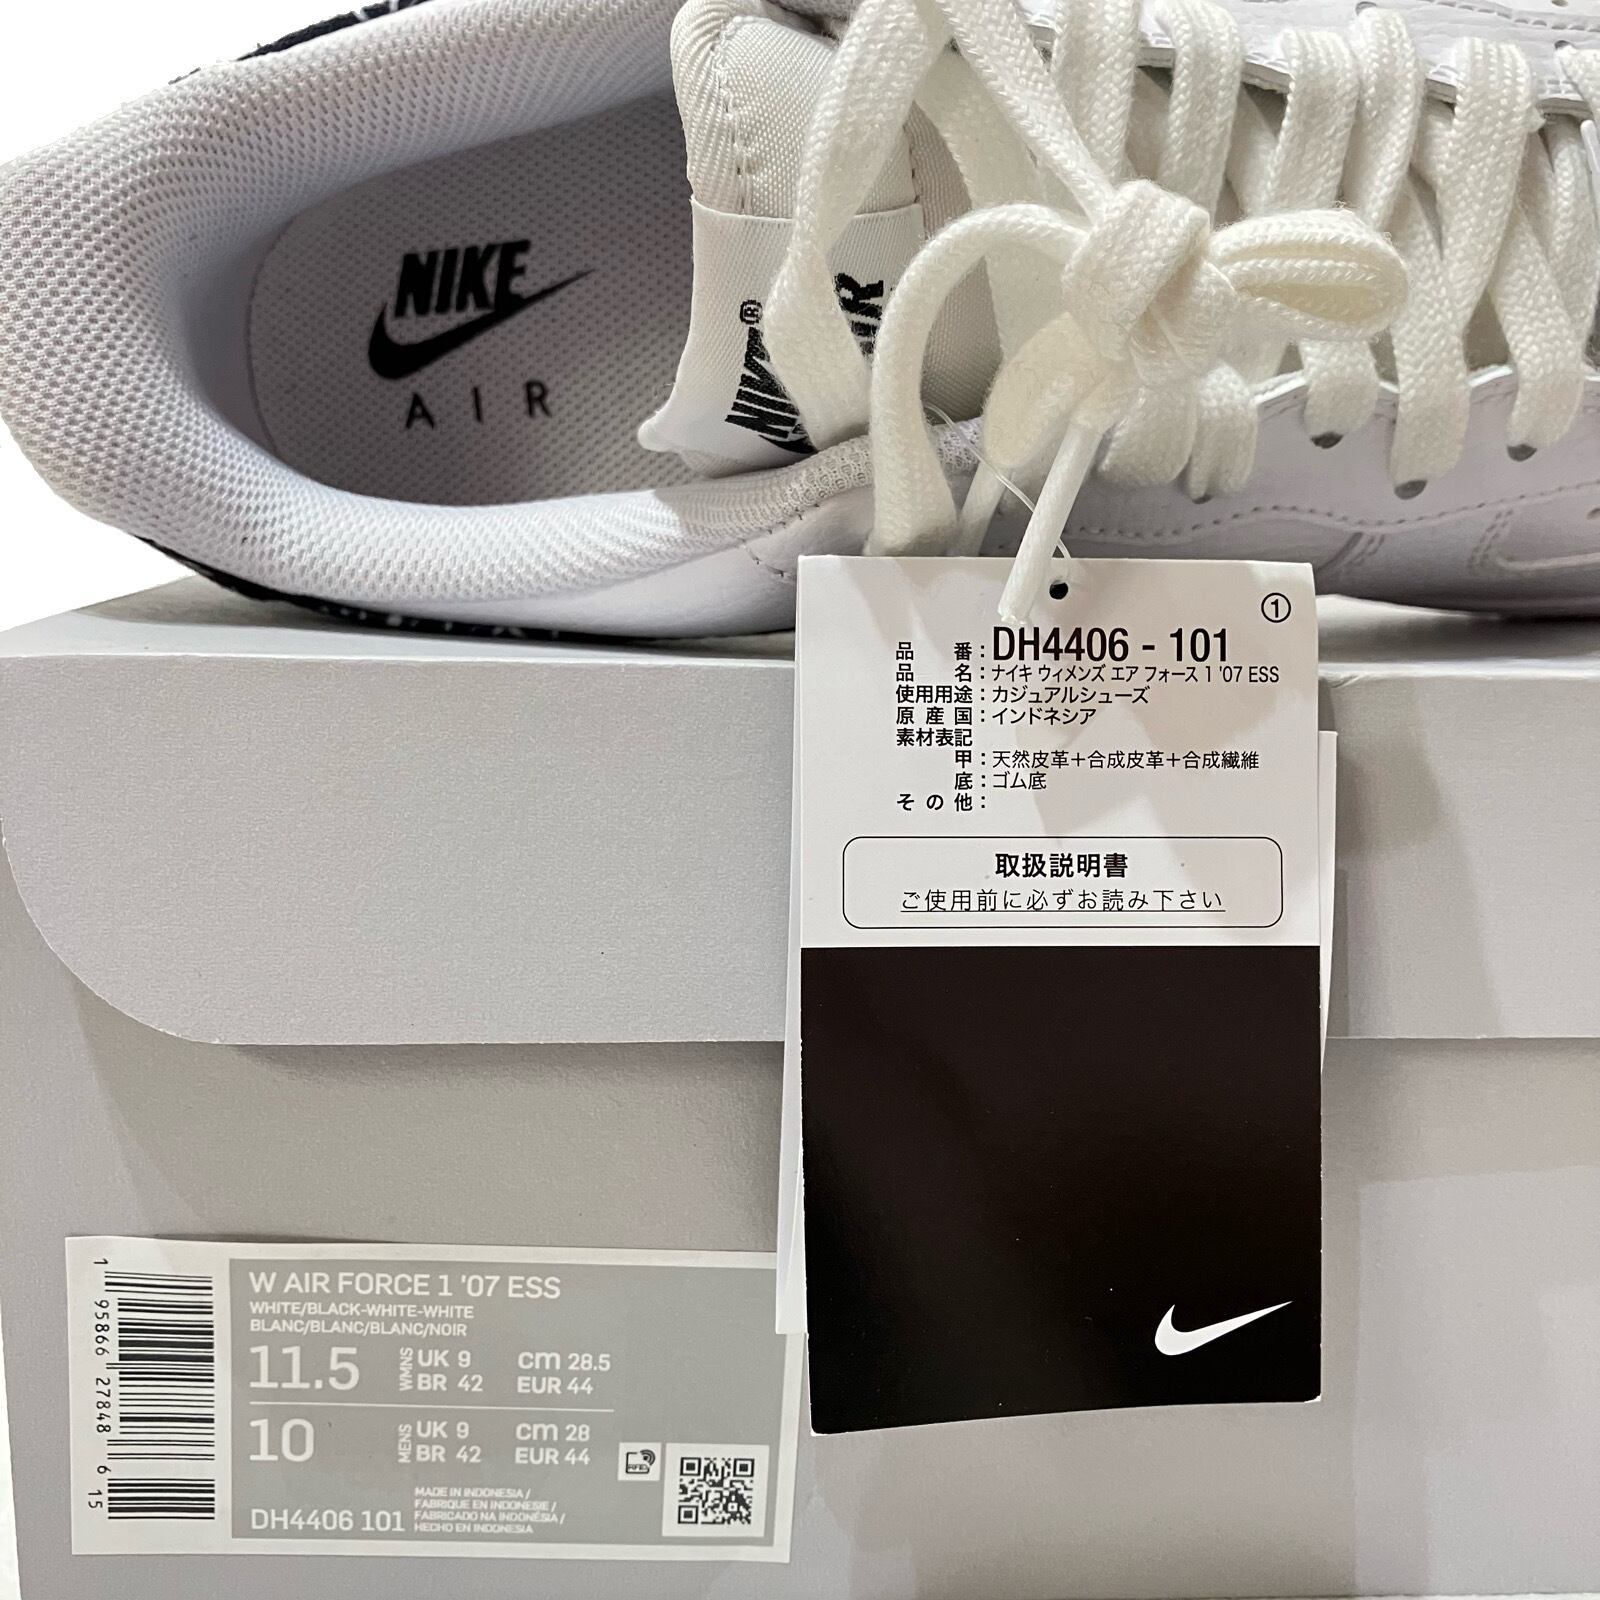 NIKE
AIR
NIKE®
AIR
①
品 番：DH4406 - 101
品 名：ナイキ ウィメンズ エア フォース 1 '07 ESS
使用用途：カジュアルシューズ
原 産 国：インドネシア
素材表記
甲：天然皮革＋合成皮革＋合成繊維
底：ゴム底
そ の 他：
取扱説明書
ご使用前に必ずお読み下さい
W AIR FORCE 1 '07 ESS
WHITE/BLACK-WHITE-WHITE
BLANC/BLANC/BLANC/NOIR
11.5 WMNS UK 9 cm 28.5
BR 42 EUR 44
10 MENS UK 9 cm 28
BR 42 EUR 44
DH4406 101
MADE IN INDONESIA /
FABRIQUE EN INDONESIE /
FABRICADO NA INDONÉSIA /
HECHO EN INDONESIA
1 95866 27848 6 15